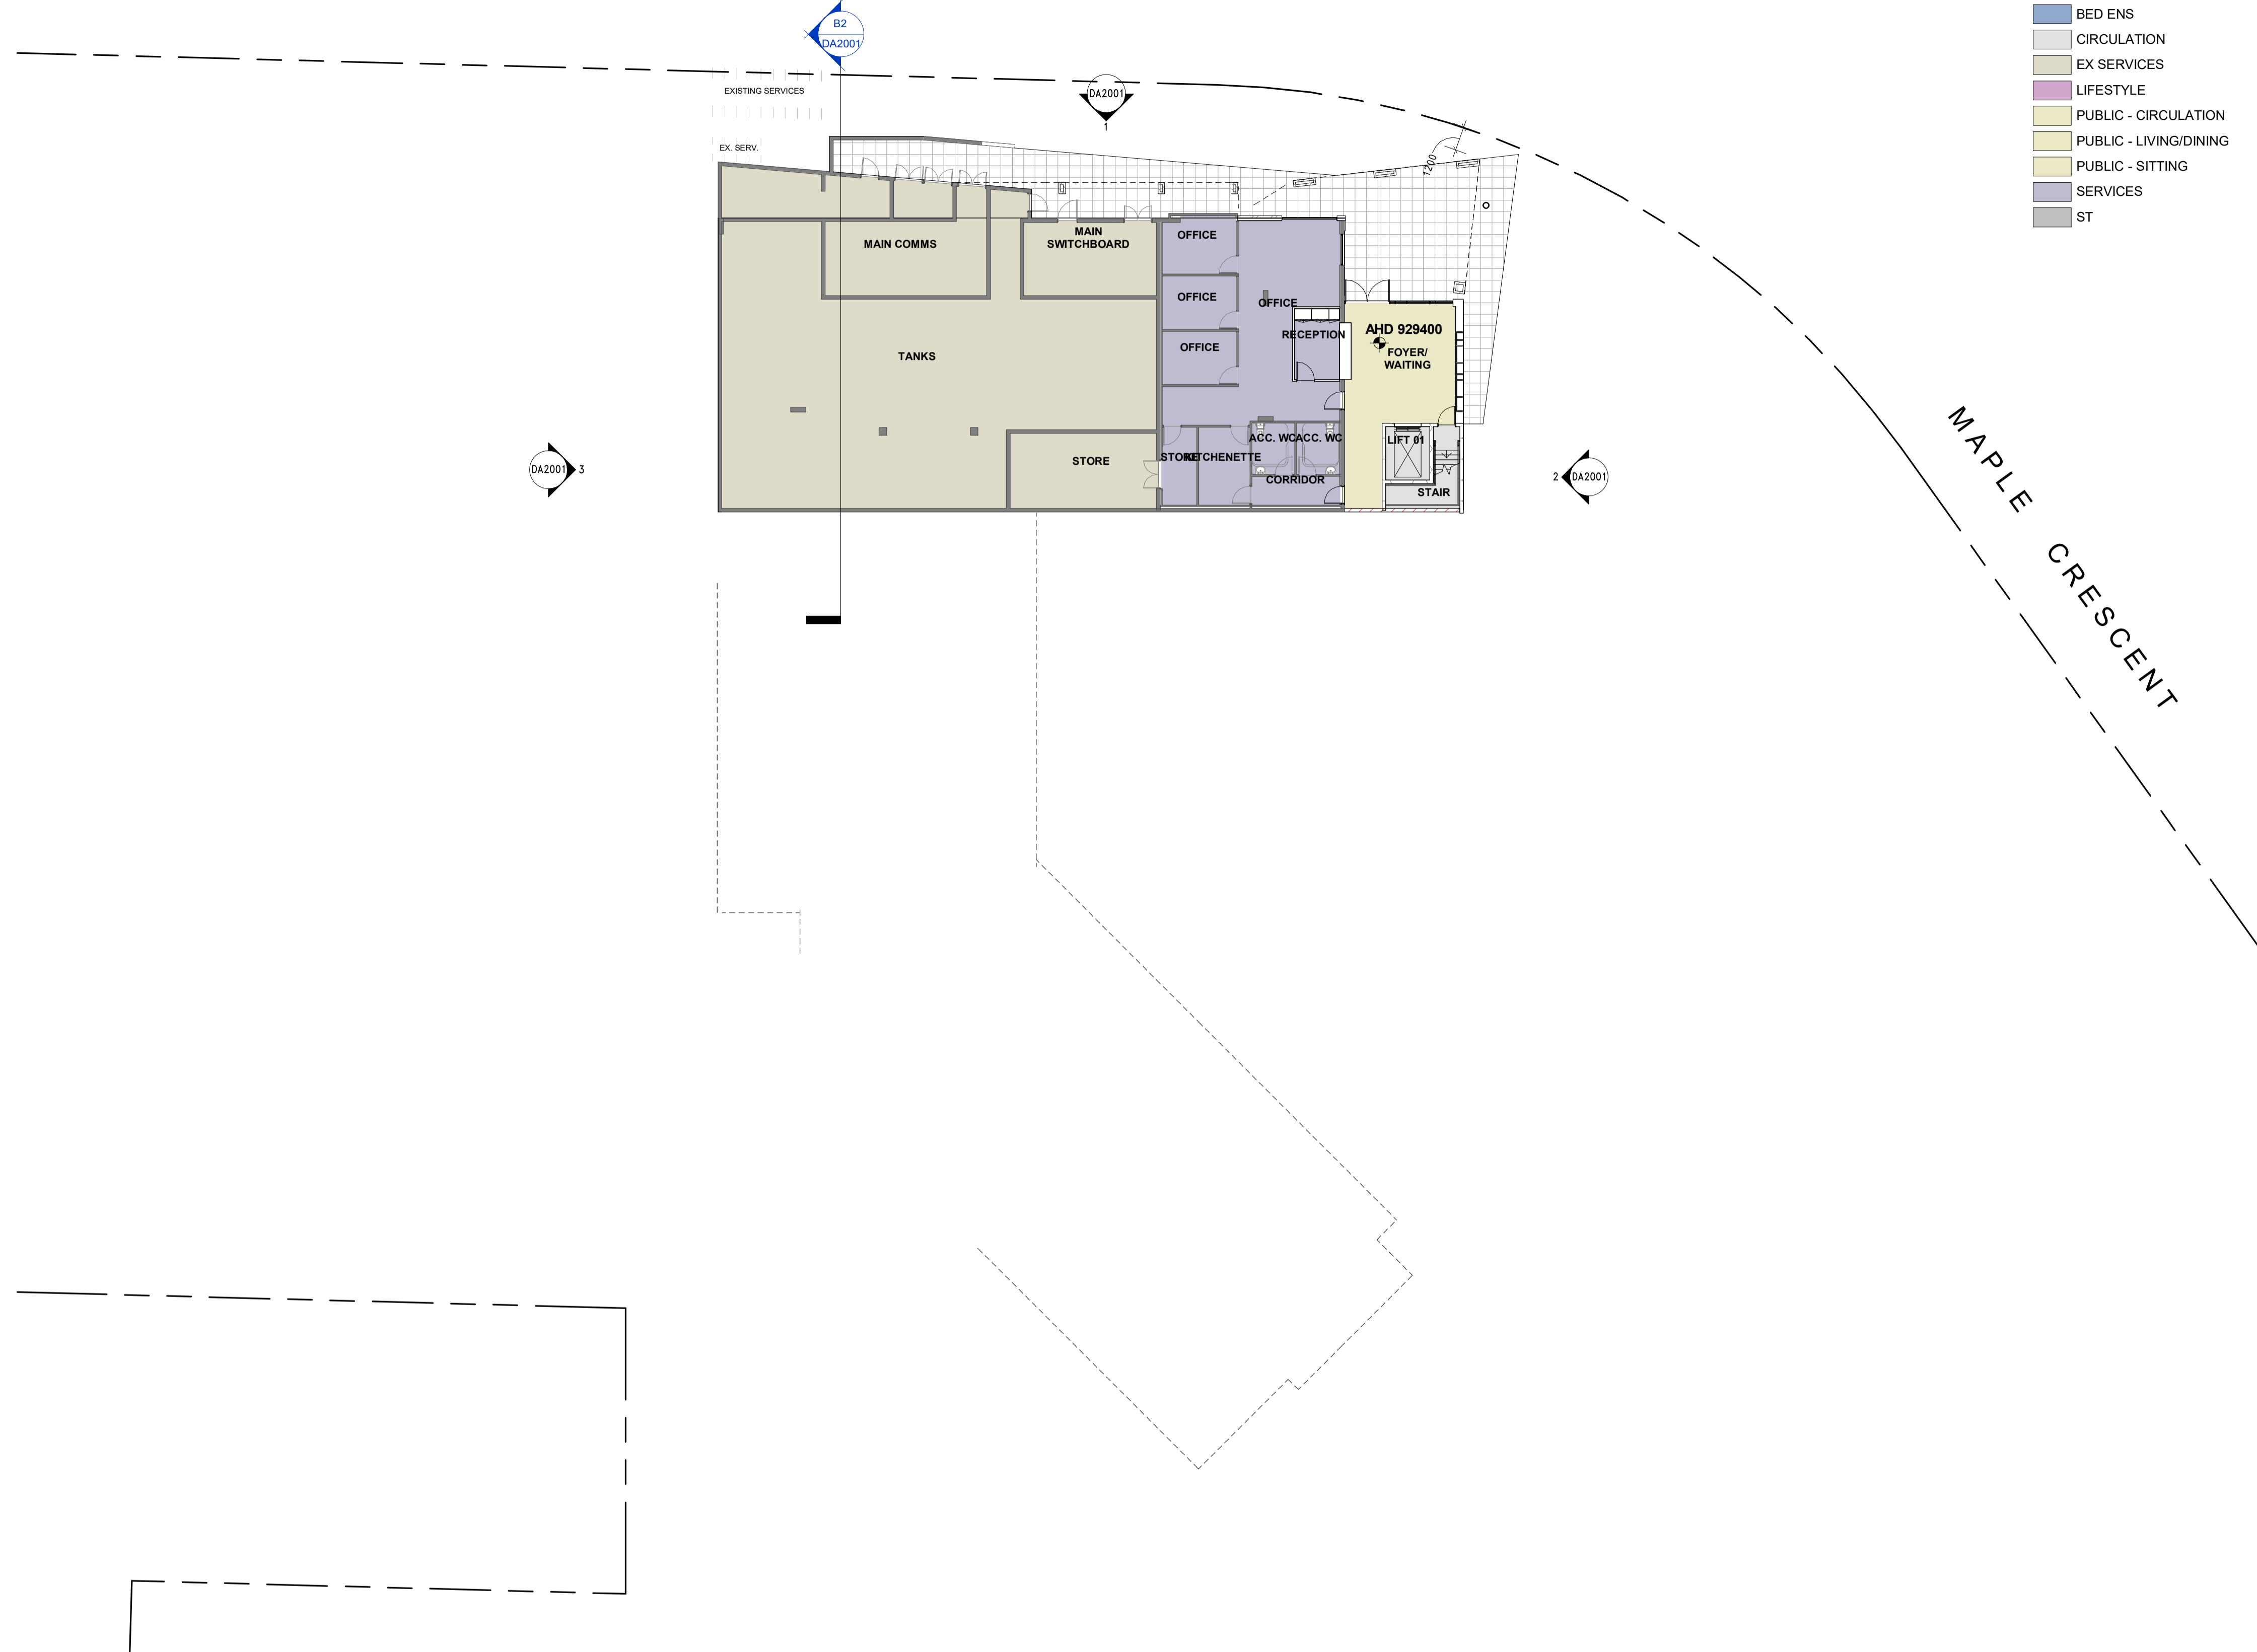 B2
DA2001
BED ENS
CIRCULATION
EX SERVICES
LIFESTYLE
PUBLIC - CIRCULATION
PUBLIC - LIVING/DINING
PUBLIC - SITTING
SERVICES
ST
EXISTING SERVICES
DA2001
1
EX. SERV.
1200
MAIN COMMS
MAIN
SWITCHBOARD
OFFICE
OFFICE
OFFICE
OFFICE
RECEPTION
AHD 929400
FOYER/
WAITING
TANKS
STORE
STORE
KITCHENETTE
ACC. WC
ACC. WC
CORRIDOR
LIFT 01
STAIR
DA2001
3
2
DA2001
MAPLE CRESCENT